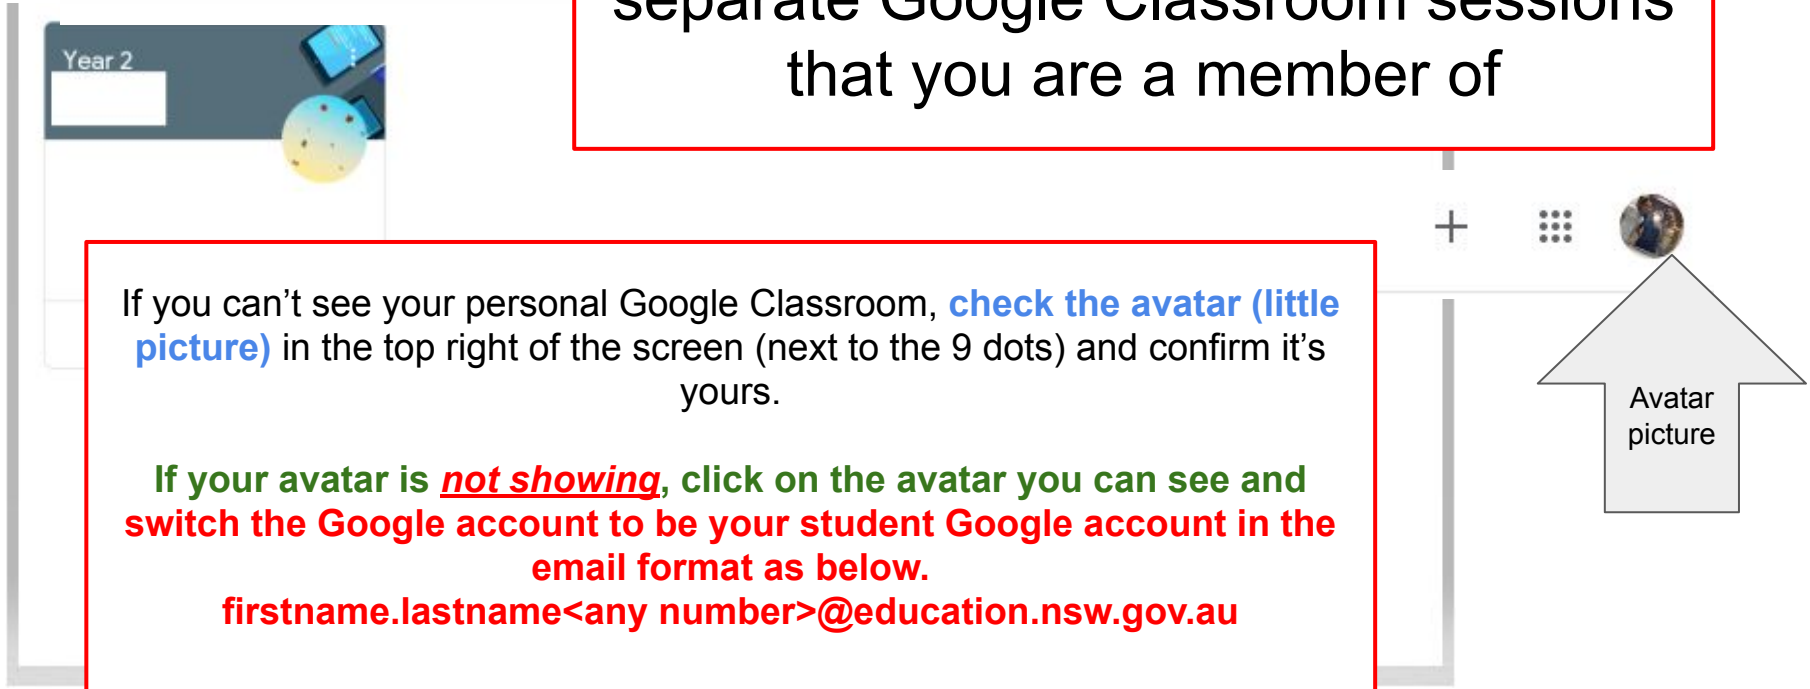 separate Google Classroom sessions
that you are a member of
Year 2
If you can’t see your personal Google Classroom, check the avatar (little
picture) in the top right of the screen (next to the 9 dots) and confirm it’s
yours.
If your avatar is not showing, click on the avatar you can see and
switch the Google account to be your student Google account in the
email format as below.
firstname.lastname<any number>@education.nsw.gov.au
Avatar
picture